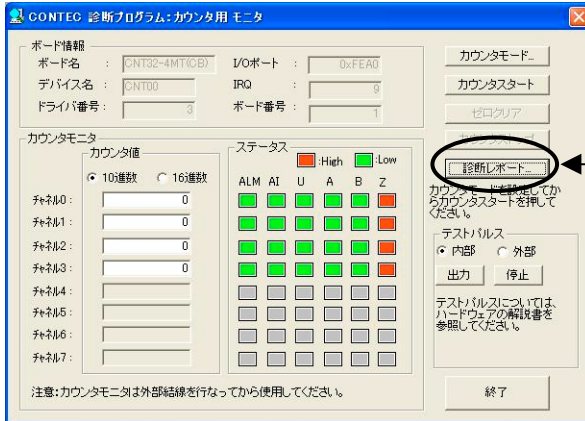 CONTEC 診断プログラム:カウンタ用 モニタ
ボード情報
ボード名 : CNT32-4MT(CB)
I/Oポート : 0xFEA0
デバイス名 : CNT00
IRQ : 9
ドライバ番号 : 3
ボード番号 : 1
カウンタモード...
カウンタスタート
ゼロクリア
カウンタストップ
診断レポート...
カウンタモードを設定してか
らカウンタスタートを押して
ください。
カウンタモニタ
カウンタ値
10進数 16進数
ステータス
:High :Low
ALM AI U A B Z
チャネル0 : 0
チャネル1 : 0
チャネル2 : 0
チャネル3 : 0
チャネル4 :
チャネル5 :
チャネル6 :
チャネル7 :
テストパルス
内部 外部
出力 停止
テストパルスについては、
ハードウェアの解説書を
参照してください。
注意:カウンタモニタは外部結線を行なってから使用してください。
終了